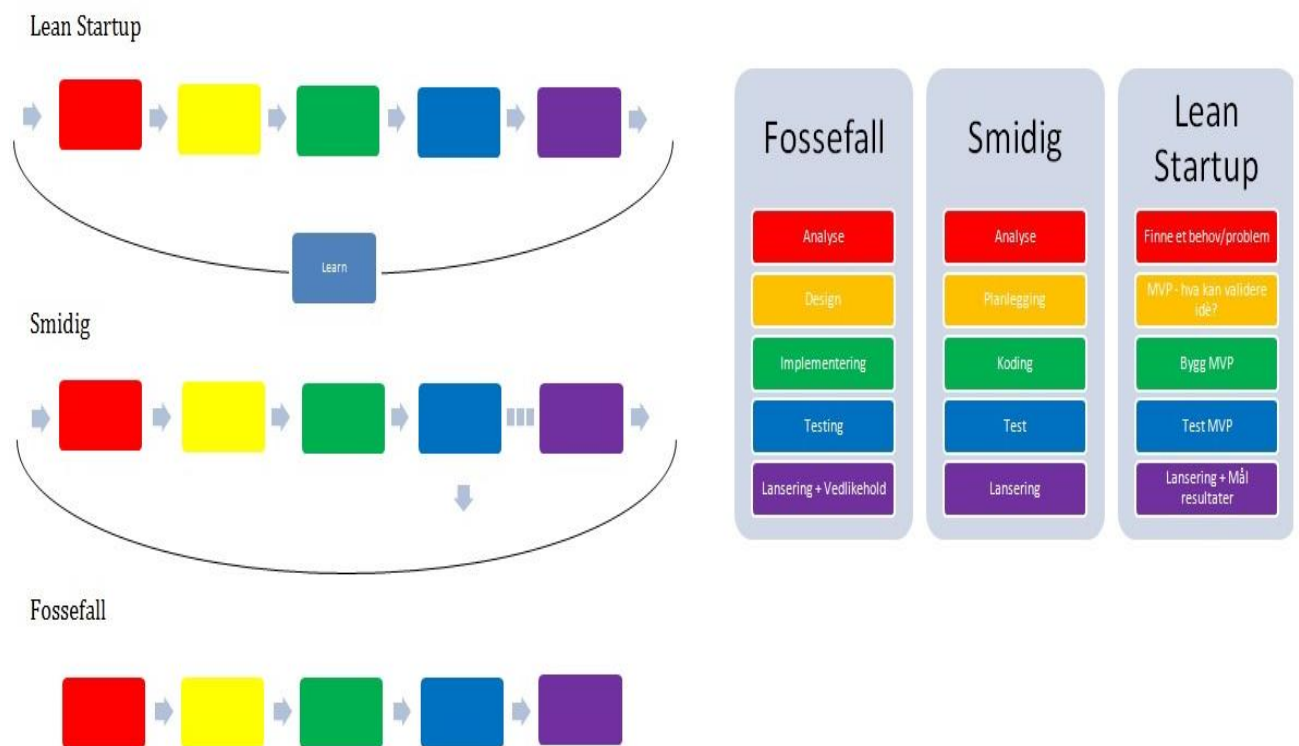 Lean Startup
Learn
Smidig
Fossefall
Fossefall
Analyse
Design
Implementering
Testing
Lansering + Vedlikehold
Smidig
Analyse
Planlegging
Koding
Test
Lansering
Lean
Startup
Finne et behov/problem
MVP - hva kan validere
idè?
Bygg MVP
Test MVP
Lansering + Mål
resultater